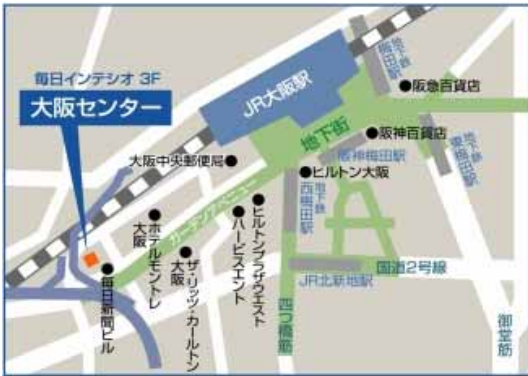 毎日インテシオ 3F
大阪センター
JR大阪駅
地下鉄
梅田駅
阪急百貨店
地下街
阪神百貨店
阪神梅田駅
地下鉄
東梅田駅
大阪中央郵便局
ヒルトン大阪
地下鉄
西梅田駅
ガーデンアベニュー
ヒルトンプラザウエスト
ハービスエント
ザ・リッツ・カールトン
大阪
ホテルモントレ
大阪
毎日新聞ビル
国道2号線
JR北新地駅
四つ橋筋
御堂筋